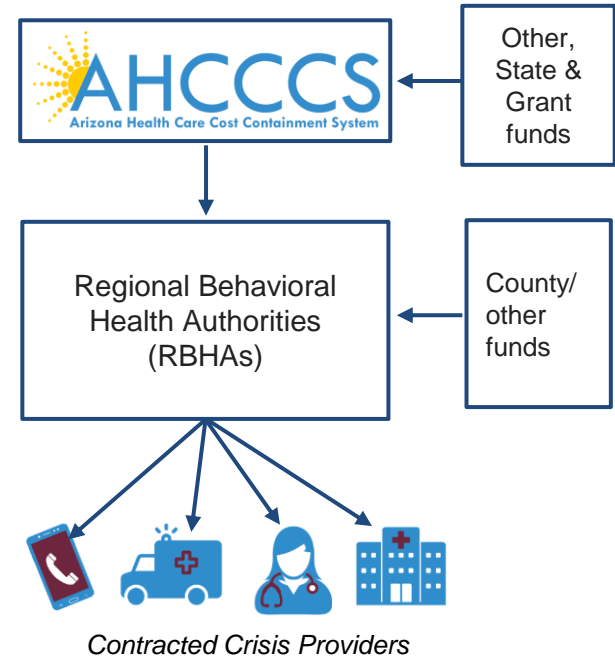 AHCCCS
Arizona Health Care Cost Containment System
Other,
State &
Grant
funds
Regional Behavioral
Health Authorities
(RBHAs)
County/
other
funds
Contracted Crisis Providers